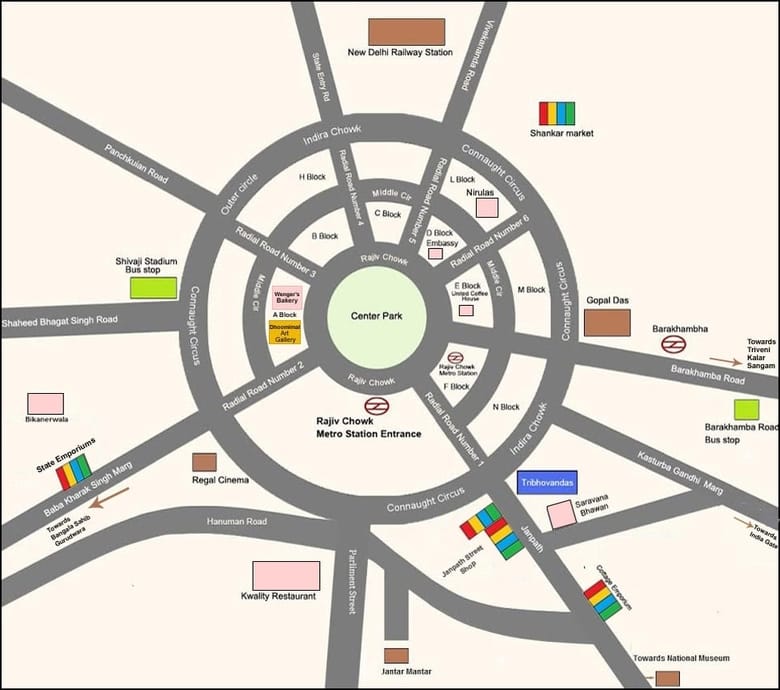 New Delhi Railway Station
State Entry Rd
Vivekananda Road
Shankar market
Indira Chowk
Connaught Circus
Panchkuian Road
Outer circle
H Block
Radial Road Number 4
Middle Cir
C Block
Radial Road Number 5
L Block
Nirulas
B Block
D Block
Embassy
Radial Road Number 6
Radial Road Number 3
Rajiv Chowk
Shivaji Stadium
Bus stop
Middle Cir
Wenger's
Bakery
A Block
Dhoomimal
Art
Gallery
Center Park
E Block
United Coffee
House
Middle Cir
M Block
Connaught Circus
Gopal Das
Barakhambha
Towards
Triveni
Kalar
Sangam
Shaheed Bhagat Singh Road
Connaught Circus
Rajiv Chowk
Metro Station
F Block
Barakhamba Road
Radial Road Number 2
Rajiv Chowk
Radial Road Number 1
N Block
Bikanerwala
Rajiv Chowk
Metro Station Entrance
Indira Chowk
Barakhamba Road
Bus stop
State Emporiums
Baba Kharak Singh Marg
Towards
Bangala Sahib
Gurudwara
Regal Cinema
Connaught Circus
Tribhovandas
Kasturba Gandhi Marg
Saravana
Bhawan
Towards
India Gate
Hanuman Road
Janpath Street
Shop
Janpath
Kwality Restaurant
Parliment Street
Cottage Emporium
Jantar Mantar
Towards National Museum